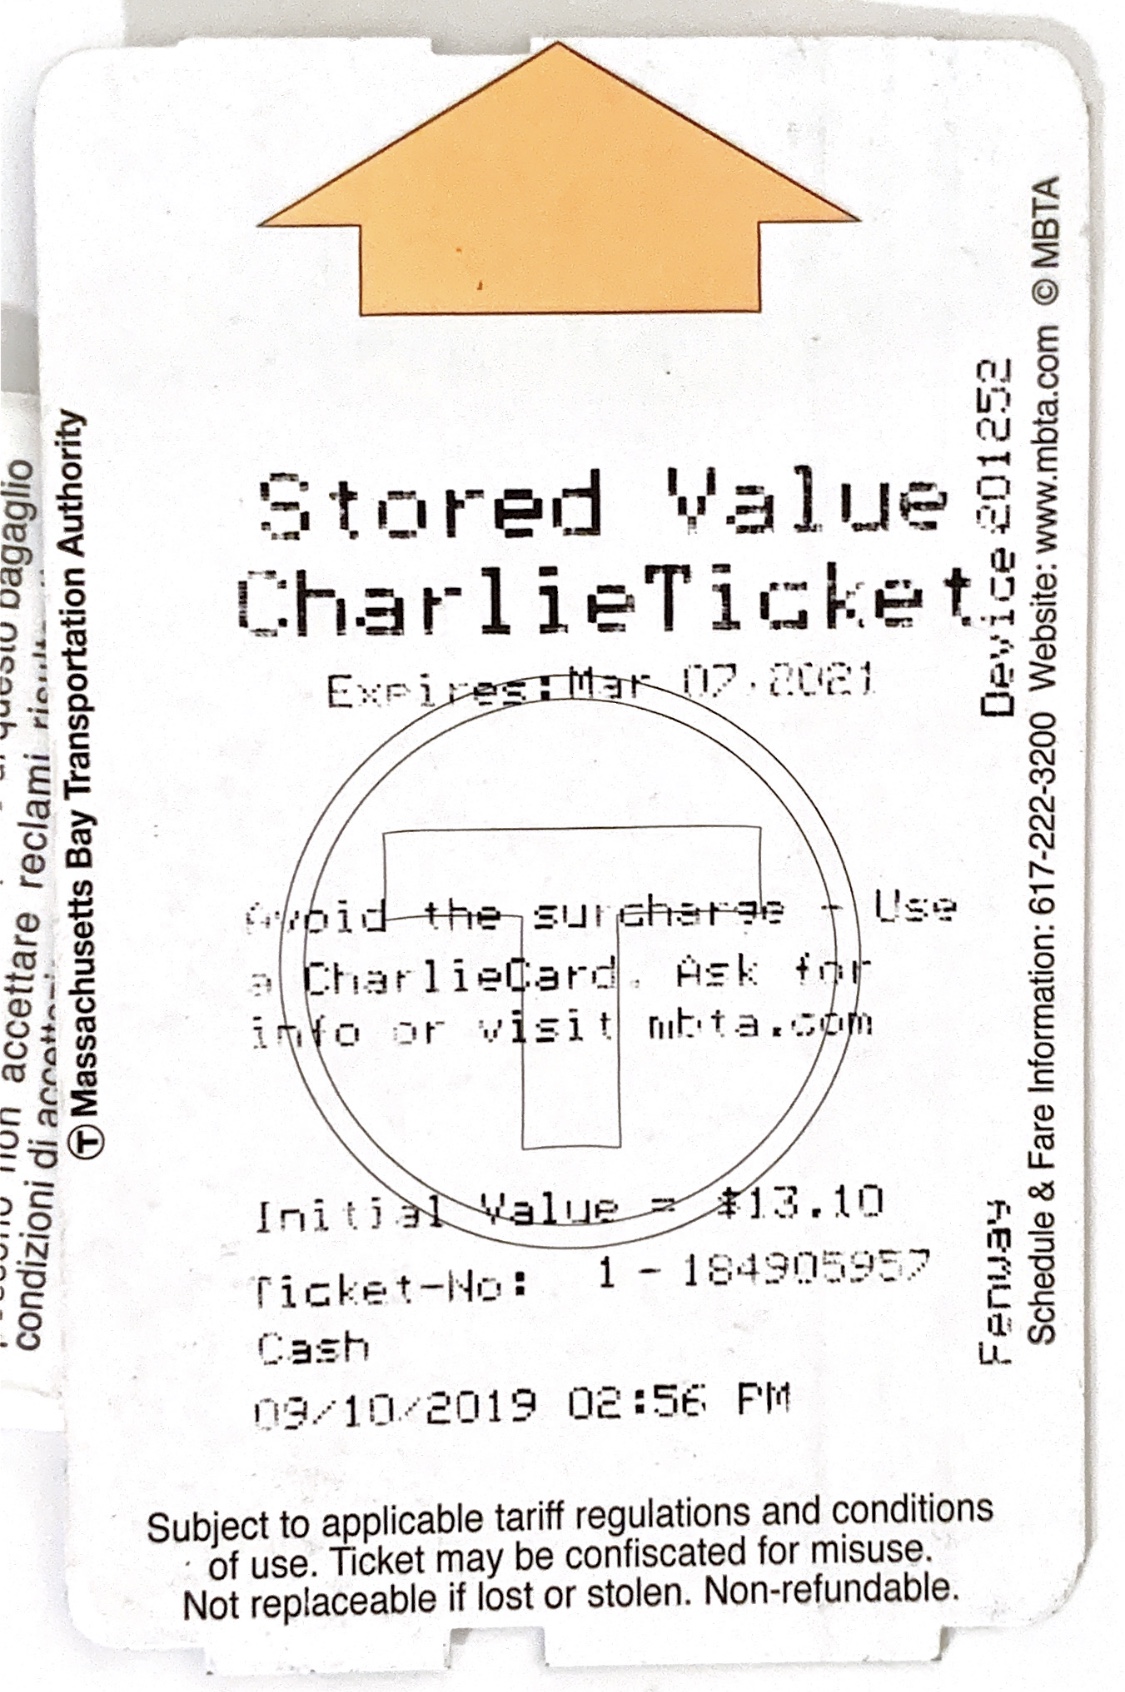 Stored Value
CharlieTicket
Expires:Mar 07,2021
Avoid the surcharge - Use
a CharlieCard. Ask for
info or visit mbta.com
Initial Value = $13.10
Ticket-No: 1 - 184905957
Cash
09/10/2019 02:56 PM
Subject to applicable tariff regulations and conditions
of use. Ticket may be confiscated for misuse.
Not replaceable if lost or stolen. Non-refundable.
T Massachusetts Bay Transportation Authority
Fenway Device:201252
Schedule & Fare Information: 617-222-3200 Website: www.mbta.com © MBTA
questo bagaglio
non accettare reclami
condizioni di